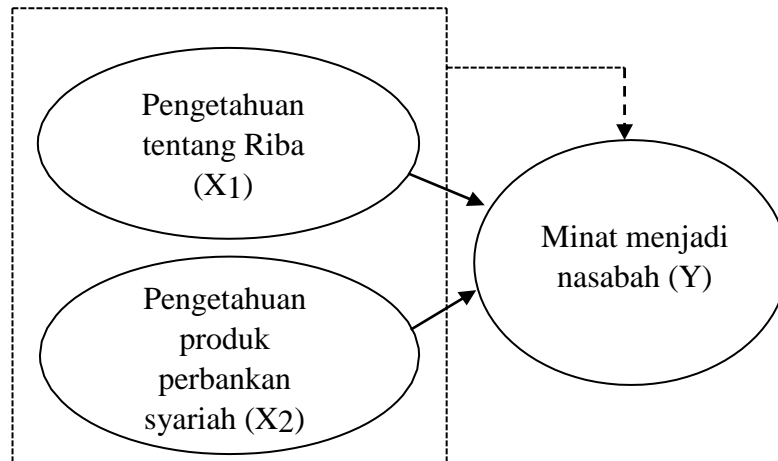 Pengetahuan
tentang Riba
(X1)
Pengetahuan
produk
perbankan
syariah (X2)
Minat menjadi
nasabah (Y)